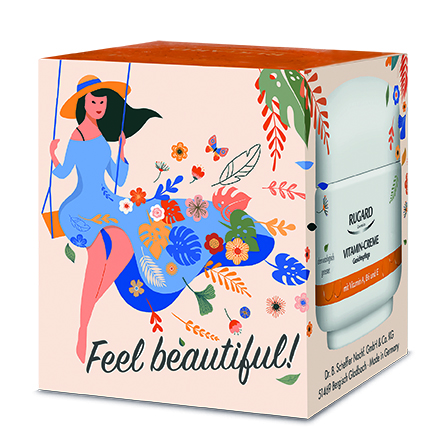 Feel beautiful!
RUGARD
VITAMIN-CREME
Gesichtspflege
mit Vitamin A, B6 und E
Dr. B. Scheffler Nachf. GmbH & Co. KG
51469 Bergisch Gladbach - Made in Germany